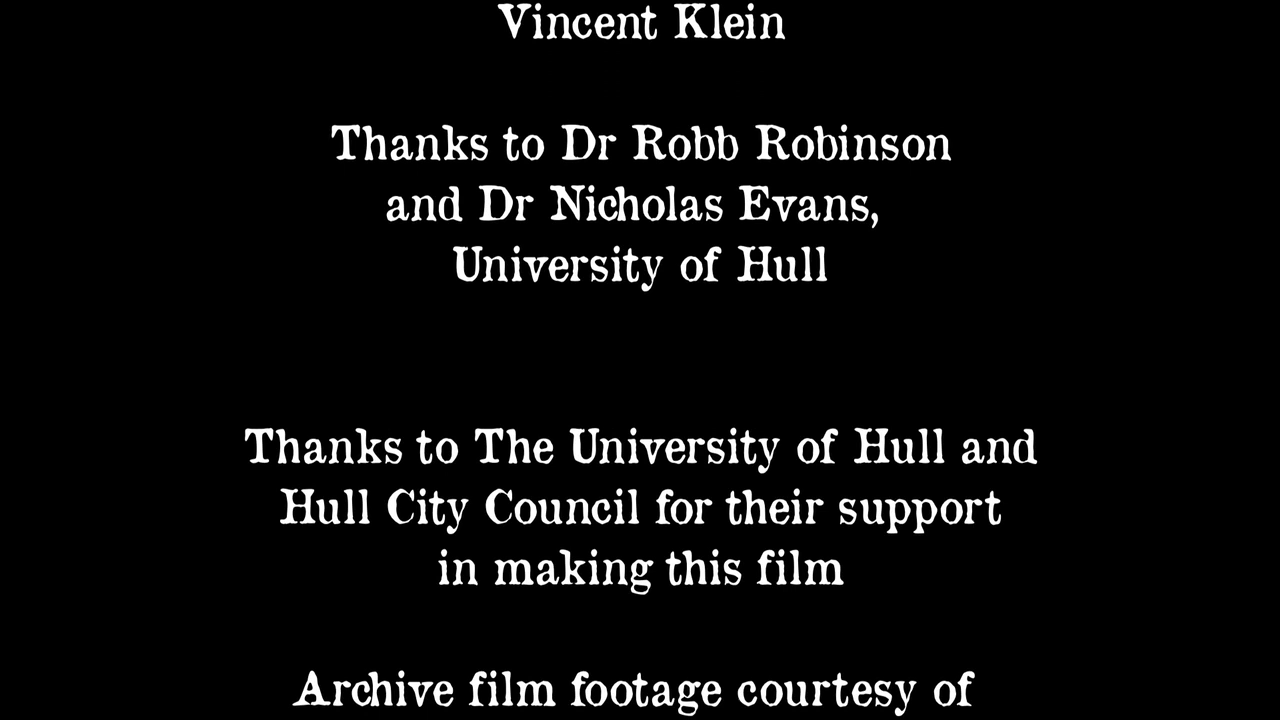 Vincent Klein
Thanks to Dr Robb Robinson
and Dr Nicholas Evans,
University of Hull
Thanks to The University of Hull and
Hull City Council for their support
in making this film
Archive film footage courtesy of